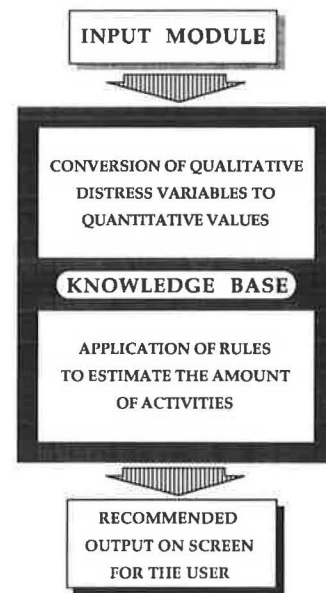 INPUT MODULE
CONVERSION OF QUALITATIVE
DISTRESS VARIABLES TO
QUANTITATIVE VALUES
KNOWLEDGE BASE
APPLICATION OF RULES
TO ESTIMATE THE AMOUNT
OF ACTIVITIES
RECOMMENDED
OUTPUT ON SCREEN
FOR THE USER